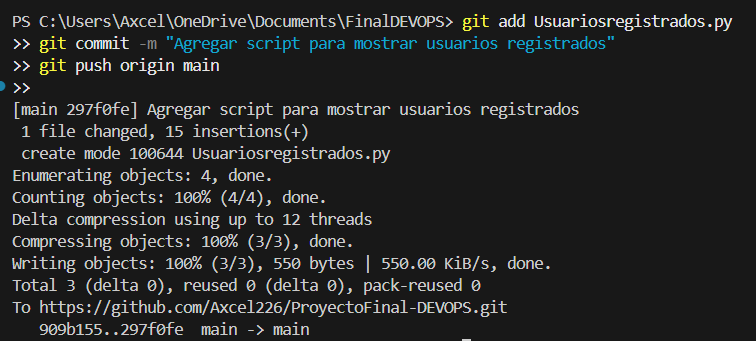 PS C:\Users\Axcel\OneDrive\Documents\FinalDEVOPS> git add Usuariosregistrados.py
>> git commit -m "Agregar script para mostrar usuarios registrados"
>> git push origin main
>>
[main 297f0fe] Agregar script para mostrar usuarios registrados
 1 file changed, 15 insertions(+)
 create mode 100644 Usuariosregistrados.py
Enumerating objects: 4, done.
Counting objects: 100% (4/4), done.
Delta compression using up to 12 threads
Compressing objects: 100% (3/3), done.
Writing objects: 100% (3/3), 550 bytes | 550.00 KiB/s, done.
Total 3 (delta 0), reused 0 (delta 0), pack-reused 0
To https://github.com/Axcel226/ProyectoFinal-DEVOPS.git
   909b155..297f0fe  main -> main